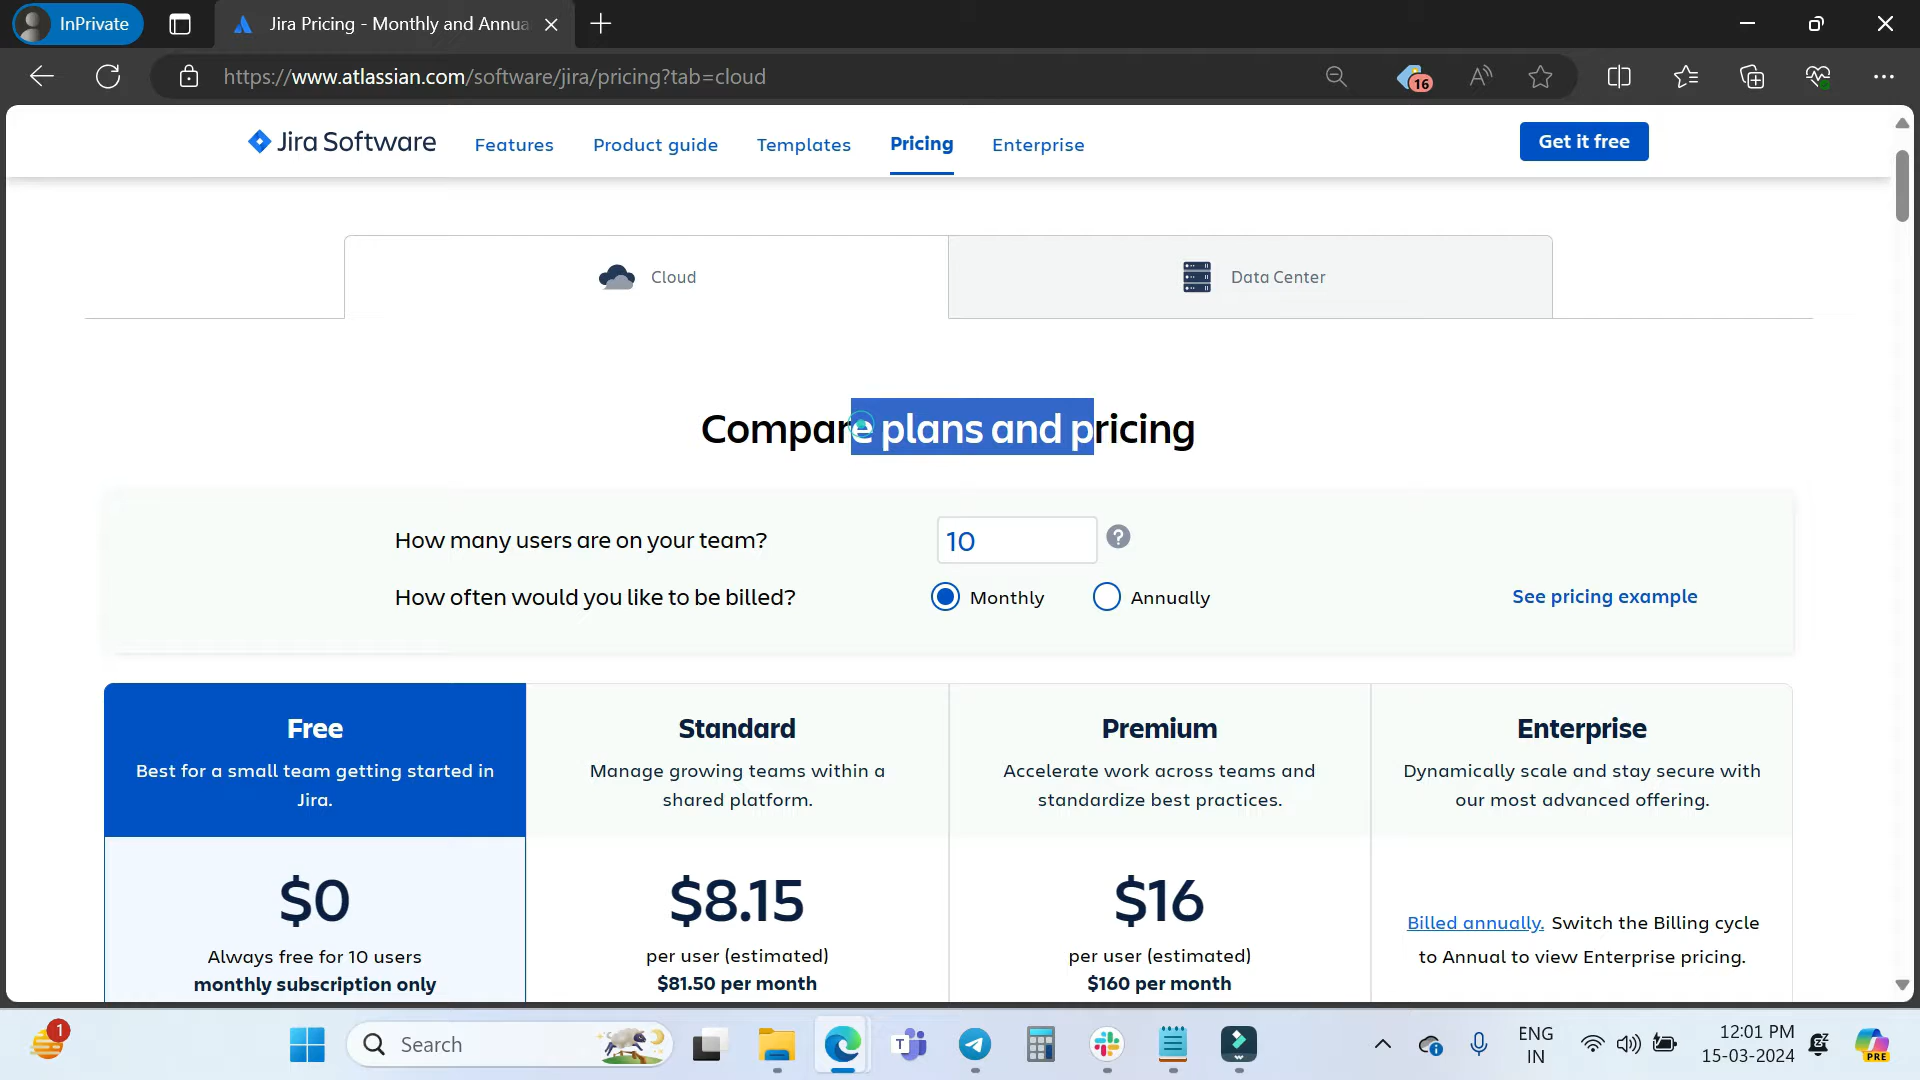 InPrivate
Jira Pricing - Monthly and Annua
https://www.atlassian.com/software/jira/pricing?tab=cloud
16
Jira Software
Features
Product guide
Templates
Pricing
Enterprise
Get it free
Cloud
Data Center
Compare plans and pricing
How many users are on your team?
10
?
How often would you like to be billed?
Monthly
Annually
See pricing example
Free
Best for a small team getting started in
Jira.
$0
Always free for 10 users
monthly subscription only
Standard
Manage growing teams within a
shared platform.
$8.15
per user (estimated)
$81.50 per month
Premium
Accelerate work across teams and
standardize best practices.
$16
per user (estimated)
$160 per month
Enterprise
Dynamically scale and stay secure with
our most advanced offering.
Billed annually. Switch the Billing cycle
to Annual to view Enterprise pricing.
1
Search
T
ENG
IN
12:01 PM
15-03-2024
PRE